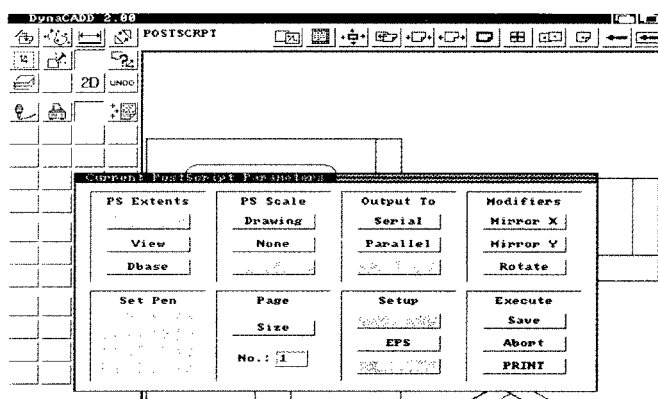 DynaCADD 2.00
POSTSCRPT
2D UNDO
Current PostScript Parameters
PS Extents PS Scale Output To Modifiers
Drawing Serial Mirror X
View None Parallel Mirror Y
Dbase Rotate
Set Pen Page Setup Execute
Size Save
EPS Abort
No.: 1 PRINT